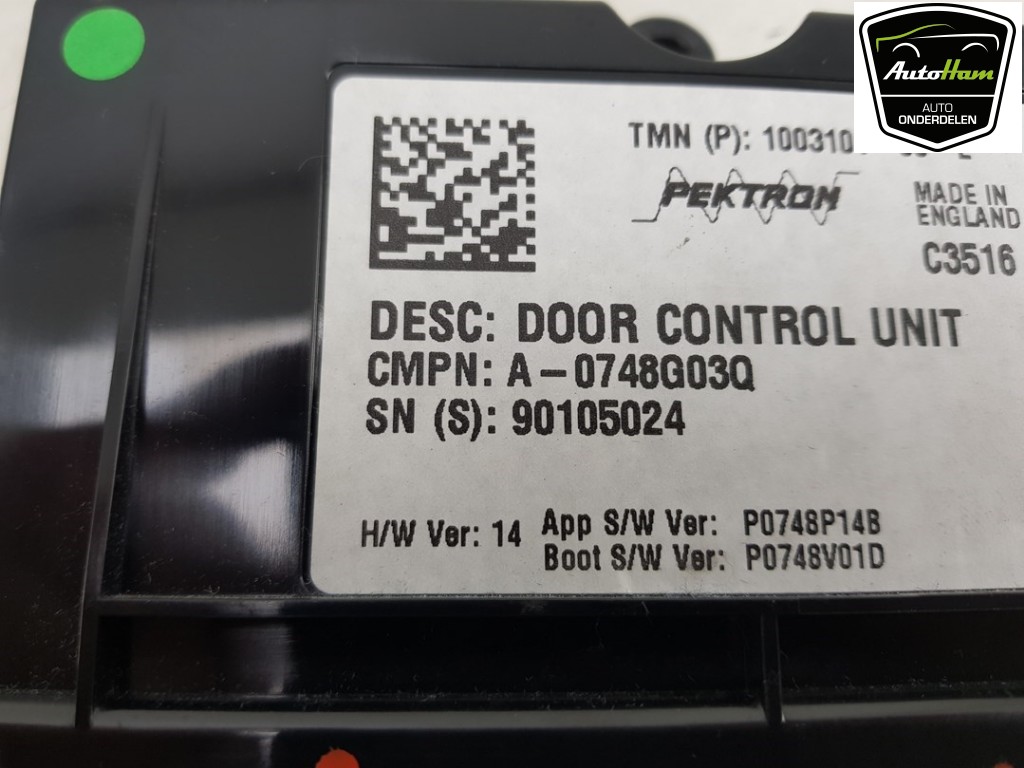 AutoHam
AUTO
ONDERDELEN
TMN (P):
PEKTRON
MADE IN
ENGLAND
C3516
DESC: DOOR CONTROL UNIT
CMPN: A-0748G03Q
SN (S): 90105024
H/W Ver: 14
App S/W Ver: P0748P14B
Boot S/W Ver: P0748V01D